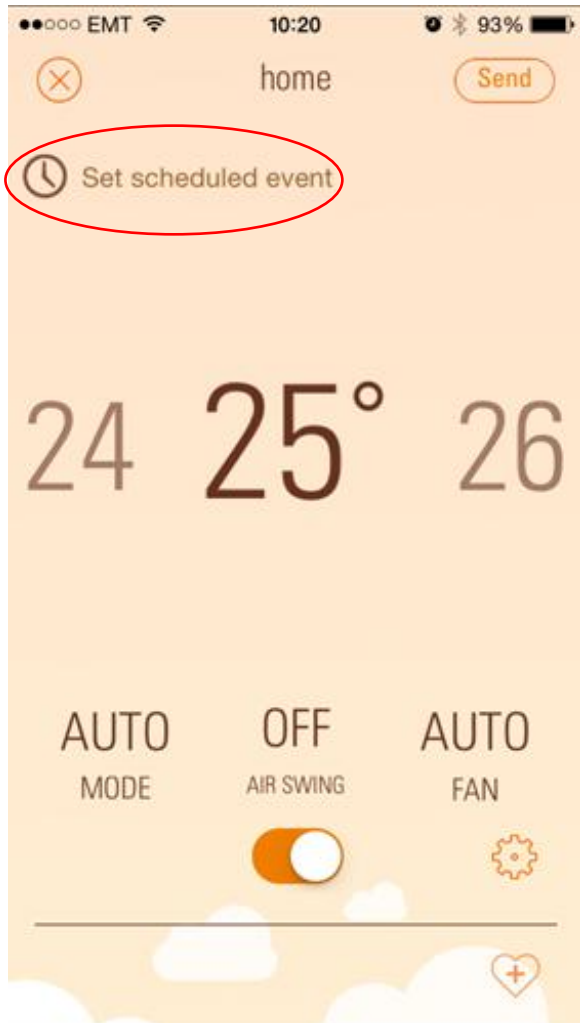 EMT 10:20 93%
home Send
Set scheduled event
24 25° 26
AUTO OFF AUTO
MODE AIR SWING FAN